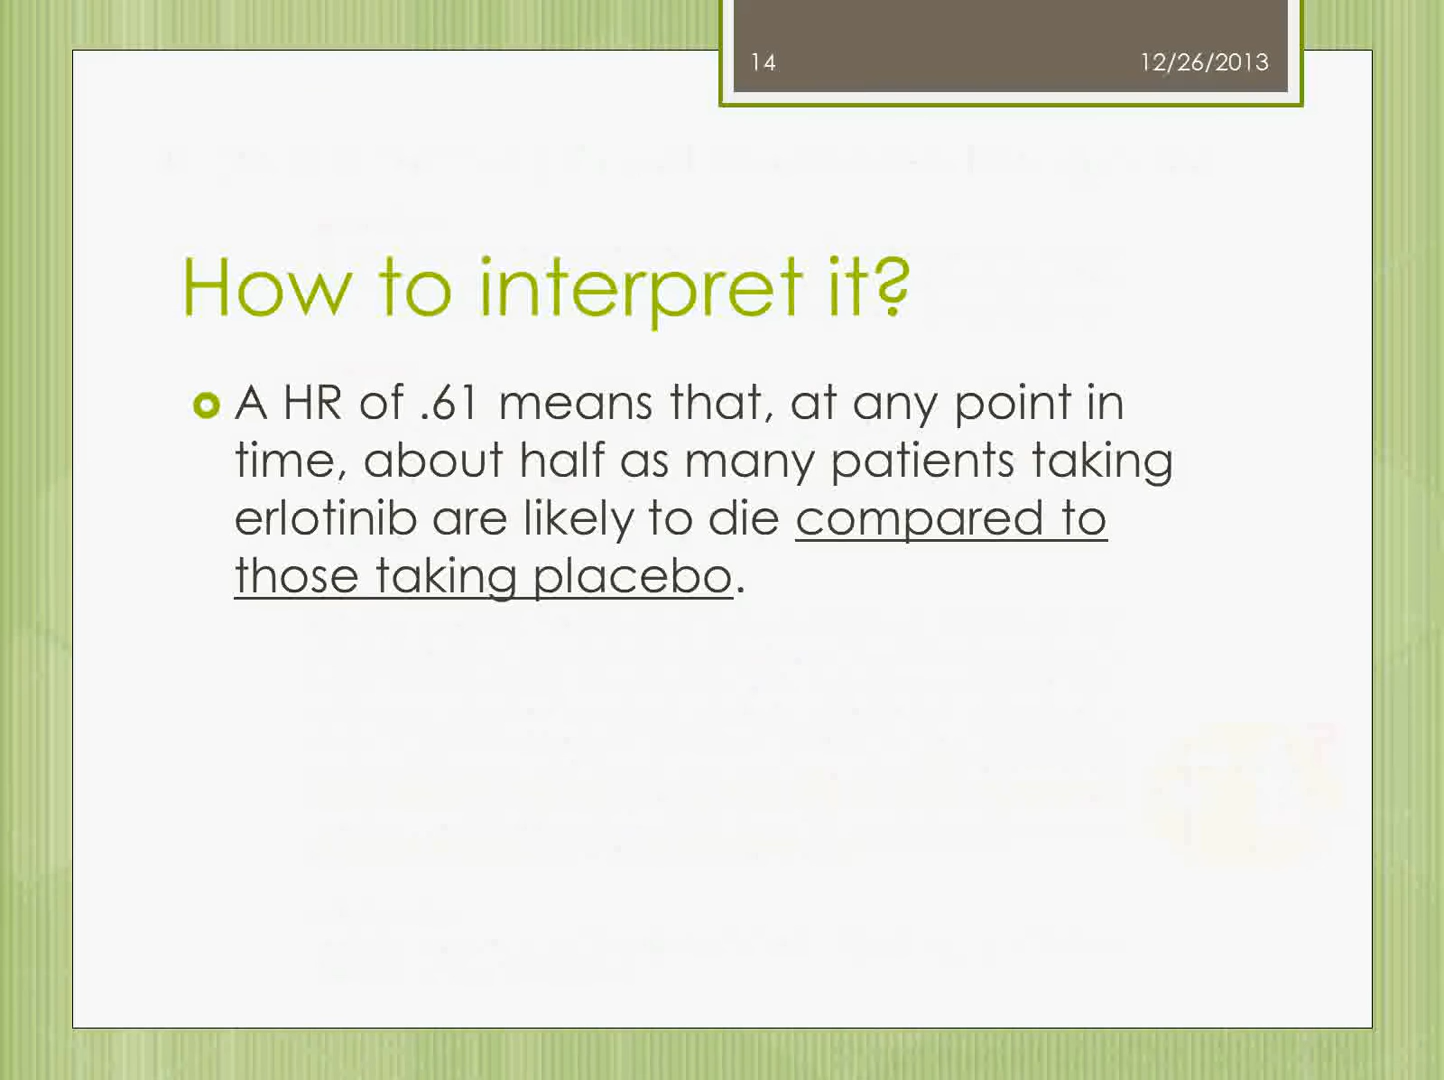 14 12/26/2013
How to interpret it?
A HR of .61 means that, at any point in
time, about half as many patients taking
erlotinib are likely to die compared to
those taking placebo.